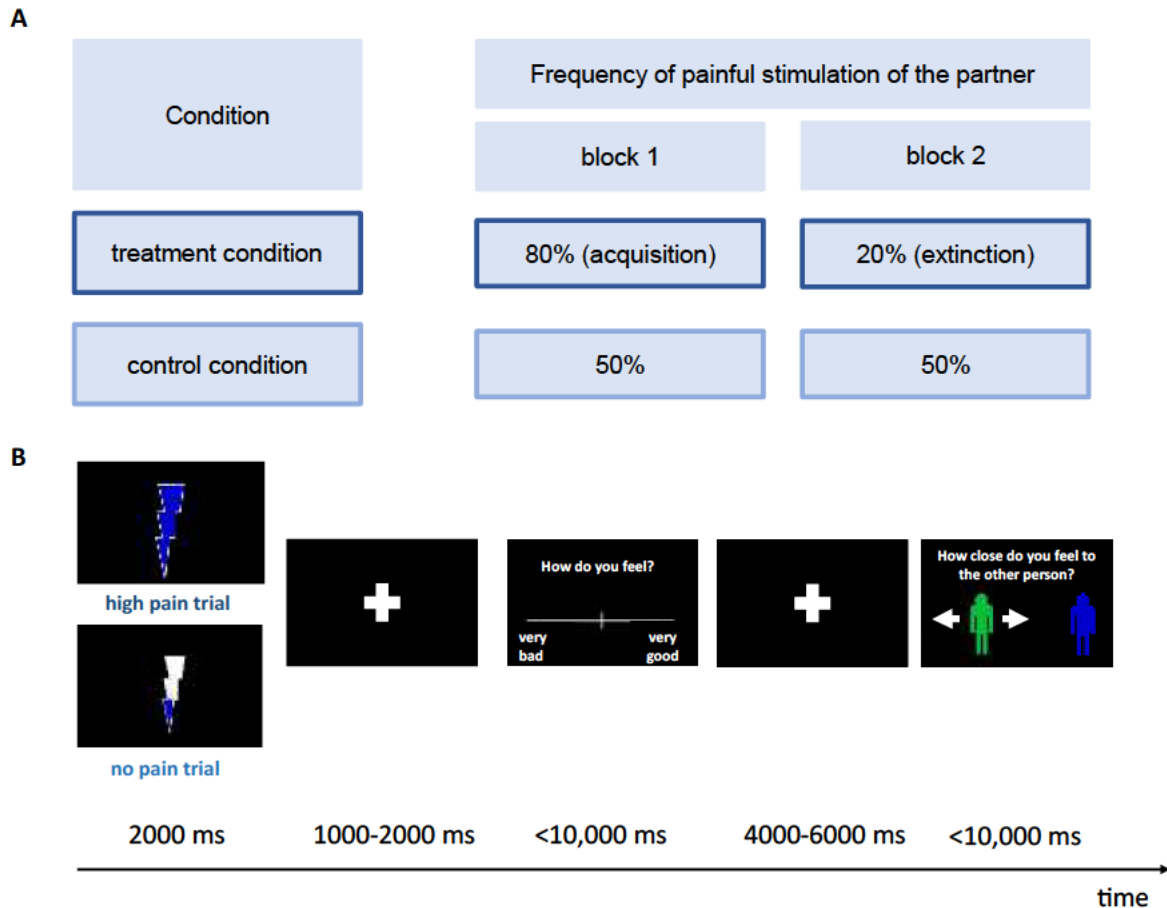 A
Condition
Frequency of painful stimulation of the partner
block 1
block 2
treatment condition
80% (acquisition)
20% (extinction)
control condition
50%
50%
B
high pain trial
no pain trial
How do you feel?
very
bad
very
good
How close do you feel to
the other person?
2000 ms
1000-2000 ms
<10,000 ms
4000-6000 ms
<10,000 ms
time